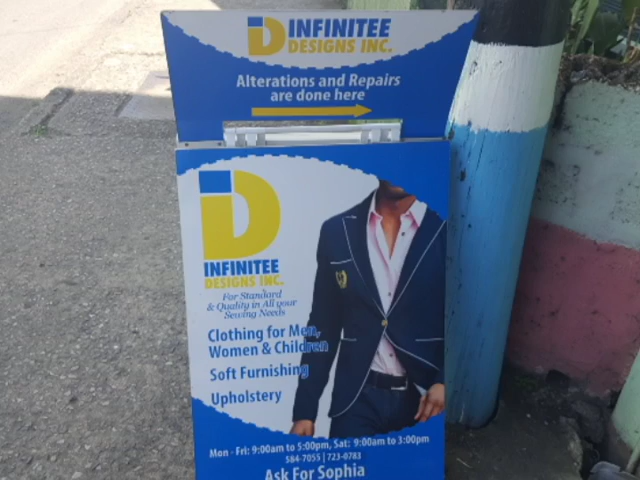 iD INFINITEE
DESIGNS INC.
Alterations and Repairs
are done here
iD
INFINITEE
DESIGNS INC.
For Standard
& Quality in All your
Sewing Needs
Clothing for Men,
Women & Children
Soft Furnishing
Upholstery
Mon - Fri: 9:00am to 5:00pm, Sat: 9:00am to 3:00pm
584-7055 | 723-0783
Ask For Sophia